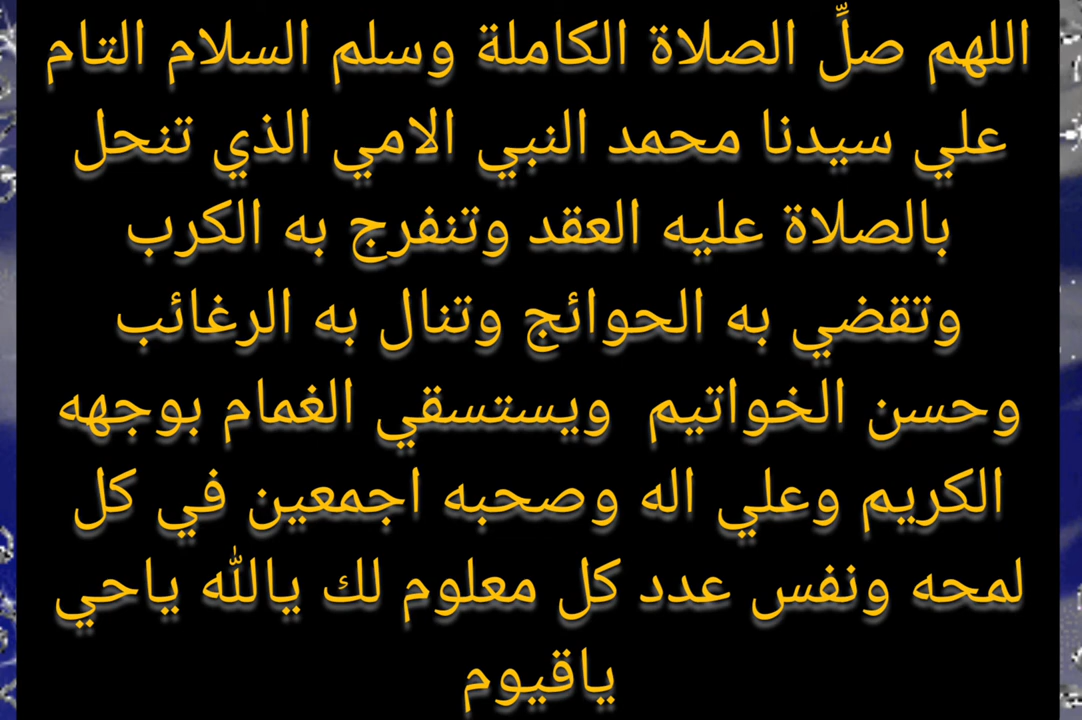 اللهم صلِّ الصلاة الكاملة وسلم السلام التام
علي سيدنا محمد النبي الامي الذي تنحل
بالصلاة عليه العقد وتنفرج به الكرب
وتقضي به الحوائج وتنال به الرغائب
وحسن الخواتيم ويستسقي الغمام بوجهه
الكريم وعلي اله وصحبه اجمعين في كل
لمحه ونفس عدد كل معلوم لك ياالله ياحي
ياقيوم